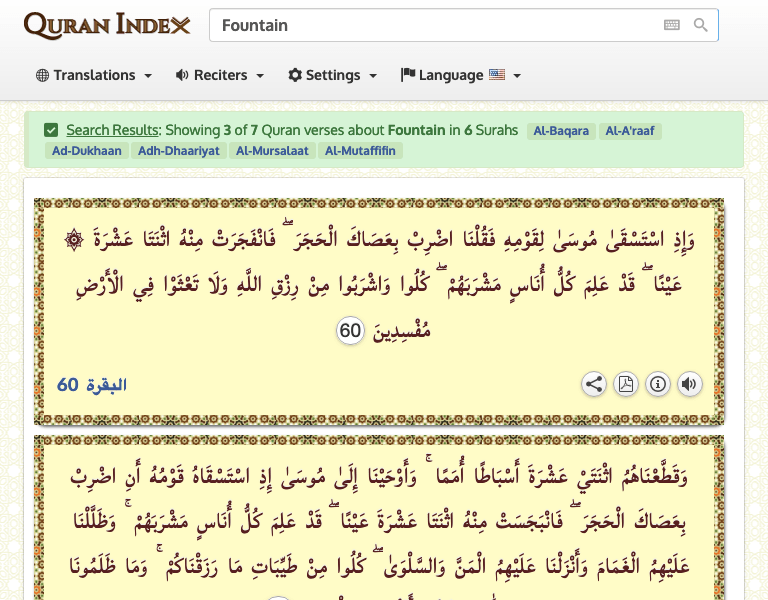 QURAN INDEX
Fountain
Translations Reciters Settings Language
Search Results: Showing 3 of 7 Quran verses about Fountain in 6 Surahs Al-Baqara Al-A'raaf
Ad-Dukhaan Adh-Dhaariyat Al-Mursalaat Al-Mutaffifin
۞ وَإِذِ اسْتَسْقَىٰ مُوسَىٰ لِقَوْمِهِ فَقُلْنَا اضْرِبْ بِعَصَاكَ الْحَجَرَ ۖ فَانْفَجَرَتْ مِنْهُ اثْنَتَا عَشْرَةَ
عَيْنًا ۖ قَدْ عَلِمَ كُلُّ أُنَاسٍ مَشْرَبَهُمْ ۖ كُلُوا وَاشْرَبُوا مِنْ رِزْقِ اللَّهِ وَلَا تَعْثَوْا فِي الْأَرْضِ
مُفْسِدِينَ 60
البقرة 60
وَقَطَّعْنَاهُمُ اثْنَتَيْ عَشْرَةَ أَسْبَاطًا أُمَمًا ۚ وَأَوْحَيْنَا إِلَىٰ مُوسَىٰ إِذِ اسْتَسْقَاهُ قَوْمُهُ أَنِ اضْرِبْ
بِعَصَاكَ الْحَجَرَ ۖ فَانْبَجَسَتْ مِنْهُ اثْنَتَا عَشْرَةَ عَيْنًا ۖ قَدْ عَلِمَ كُلُّ أُنَاسٍ مَشْرَبَهُمْ ۚ وَظَلَّلْنَا
عَلَيْهِمُ الْغَمَامَ وَأَنْزَلْنَا عَلَيْهِمُ الْمَنَّ وَالسَّلْوَىٰ ۖ كُلُوا مِنْ طَيِّبَاتِ مَا رَزَقْنَاكُمْ ۚ وَمَا ظَلَمُونَا